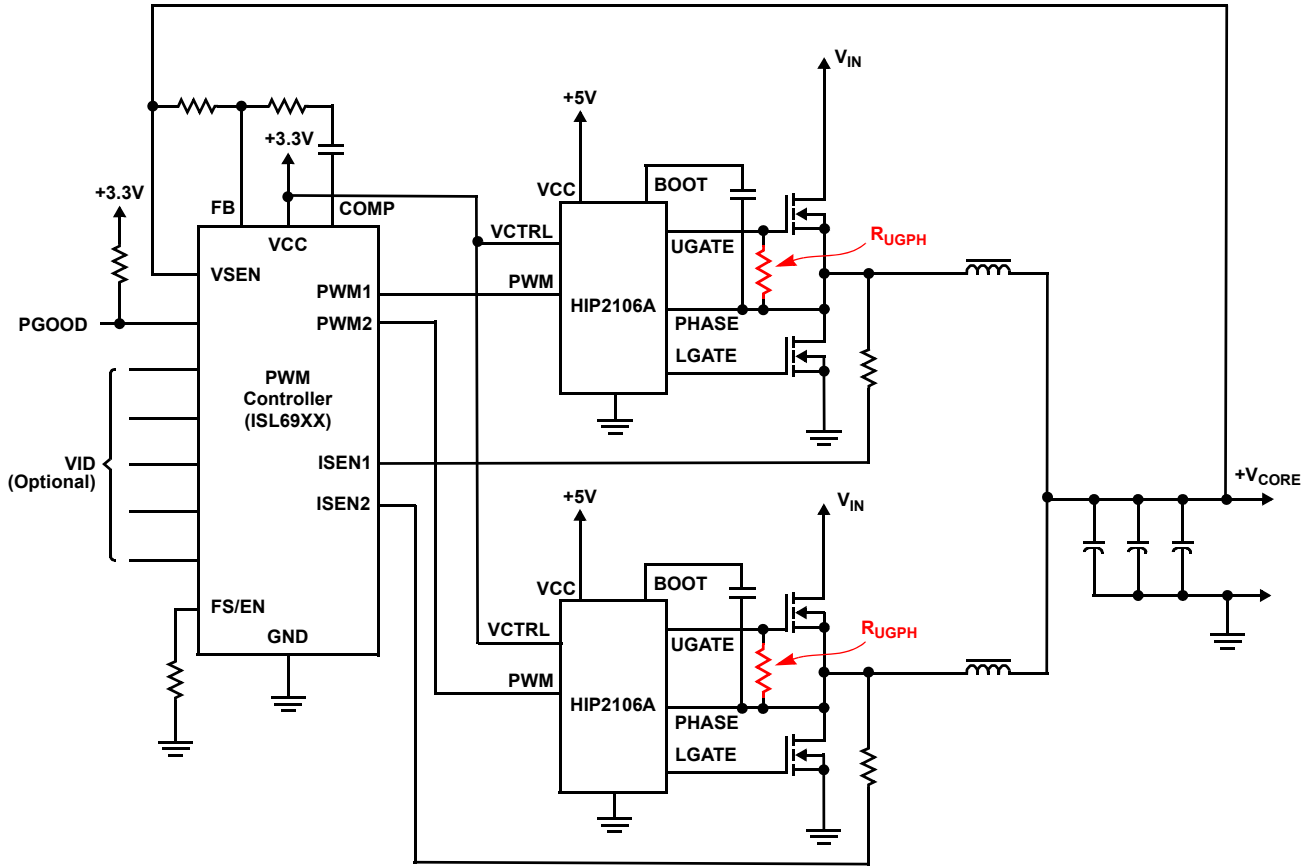 V_IN
+5V
+3.3V
BOOT
+3.3V
VCC
FB
COMP
VCC
VCTRL
UGATE
R_UGPH
VSEN
PWM1
PWM
HIP2106A
PGOOD
PWM2
PHASE
LGATE
PWM
Controller
(ISL69XX)
VID
(Optional)
ISEN1
ISEN2
+5V
V_IN
+V_CORE
VCC
BOOT
FS/EN
GND
VCTRL
UGATE
R_UGPH
PWM
HIP2106A
PHASE
LGATE